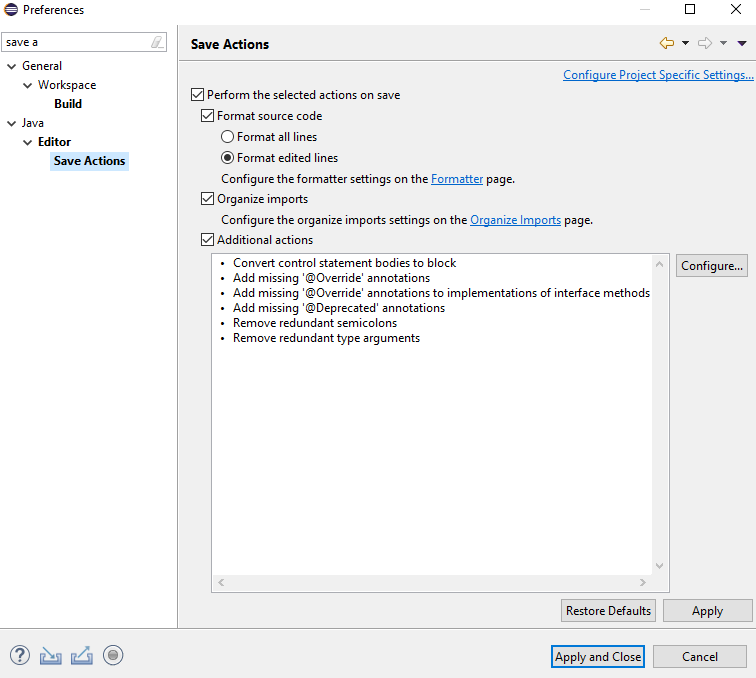 Preferences
save a
General
Workspace
Build
Java
Editor
Save Actions
Save Actions
Configure Project Specific Settings...
Perform the selected actions on save
Format source code
Format all lines
Format edited lines
Configure the formatter settings on the Formatter page.
Organize imports
Configure the organize imports settings on the Organize Imports page.
Additional actions
• Convert control statement bodies to block
• Add missing '@Override' annotations
• Add missing '@Override' annotations to implementations of interface methods
• Add missing '@Deprecated' annotations
• Remove redundant semicolons
• Remove redundant type arguments
Configure...
Restore Defaults
Apply
?
Apply and Close
Cancel